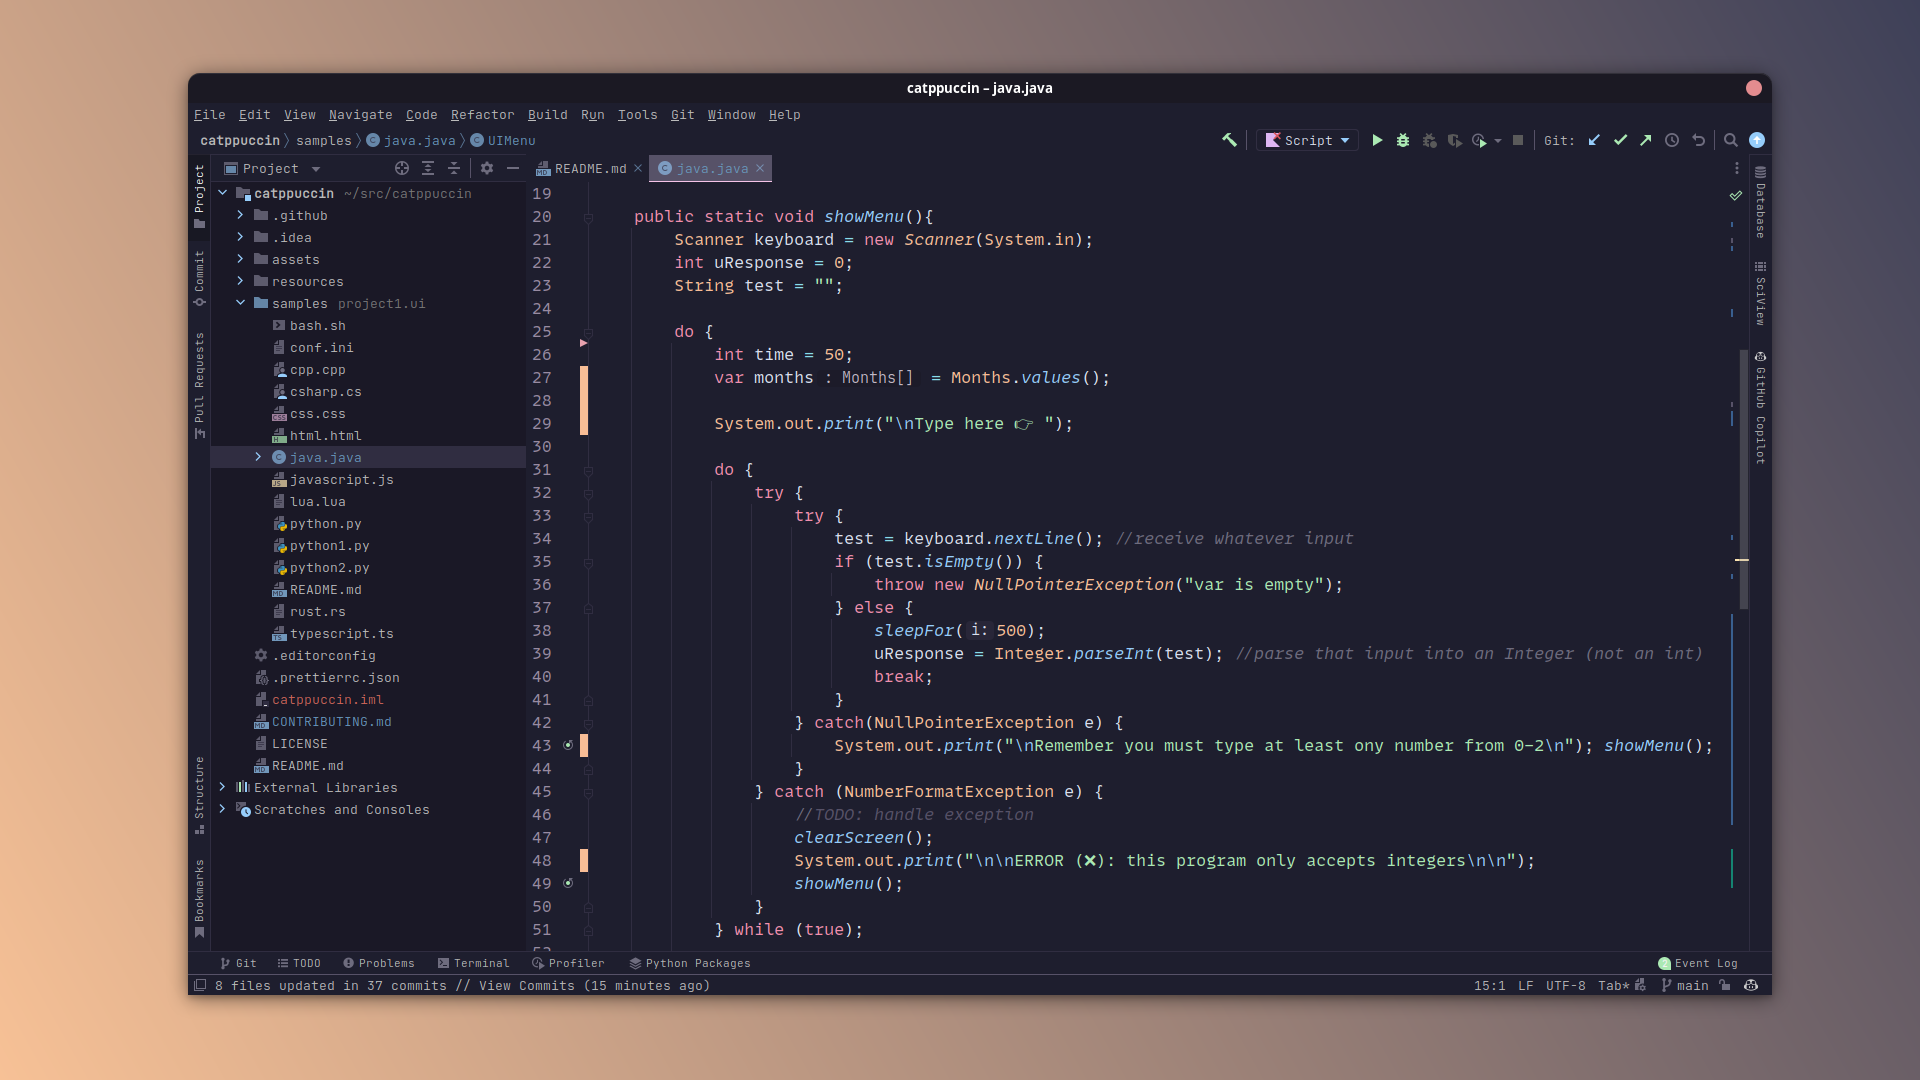 catppuccin – java.java
File Edit View Navigate Code Refactor Build Run Tools Git Window Help
catppuccin 〉 samples 〉 java.java 〉 UIMenu
Script
Git:
Project
README.md
java.java
Project
Commit
Pull Requests
Structure
Bookmarks
catppuccin ~/src/catppuccin
.github
.idea
assets
resources
samples project1.ui
bash.sh
conf.ini
cpp.cpp
csharp.cs
css.css
html.html
java.java
javascript.js
lua.lua
python.py
python1.py
python2.py
README.md
rust.rs
typescript.ts
.editorconfig
.prettierrc.json
catppuccin.iml
CONTRIBUTING.md
LICENSE
README.md
External Libraries
Scratches and Consoles
19
20 public static void showMenu(){
21 Scanner keyboard = new Scanner(System.in);
22 int uResponse = 0;
23 String test = "";
24
25 do {
26 int time = 50;
27 var months : Months[] = Months.values();
28
29 System.out.print("\nType here 👉 ");
30
31 do {
32 try {
33 try {
34 test = keyboard.nextLine(); //receive whatever input
35 if (test.isEmpty()) {
36 throw new NullPointerException("var is empty");
37 } else {
38 sleepFor( i: 500);
39 uResponse = Integer.parseInt(test); //parse that input into an Integer (not an int)
40 break;
41 }
42 } catch(NullPointerException e) {
43 System.out.print("\nRemember you must type at least ony number from 0-2\n"); showMenu();
44 }
45 } catch (NumberFormatException e) {
46 //TODO: handle exception
47 clearScreen();
48 System.out.print("\n\nERROR (❌): this program only accepts integers\n\n");
49 showMenu();
50 }
51 } while (true);
Database
SciView
GitHub Copilot
Git TODO Problems Terminal Profiler Python Packages
Event Log
8 files updated in 37 commits // View Commits (15 minutes ago)
15:1 LF UTF-8 Tab* main